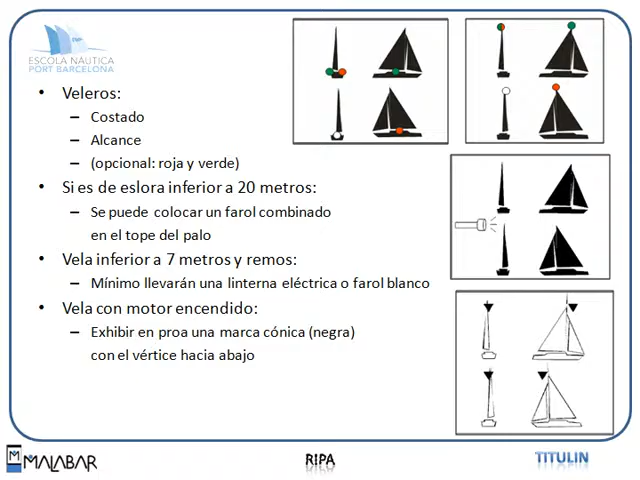 ESCOLA NÁUTICA
PORT BARCELONA
• Veleros:
– Costado
– Alcance
– (opcional: roja y verde)
• Si es de eslora inferior a 20 metros:
– Se puede colocar un farol combinado
en el tope del palo
• Vela inferior a 7 metros y remos:
– Mínimo llevarán una linterna eléctrica o farol blanco
• Vela con motor encendido:
– Exhibir en proa una marca cónica (negra)
con el vértice hacia abajo
MALABAR
RIPA
TITULIN